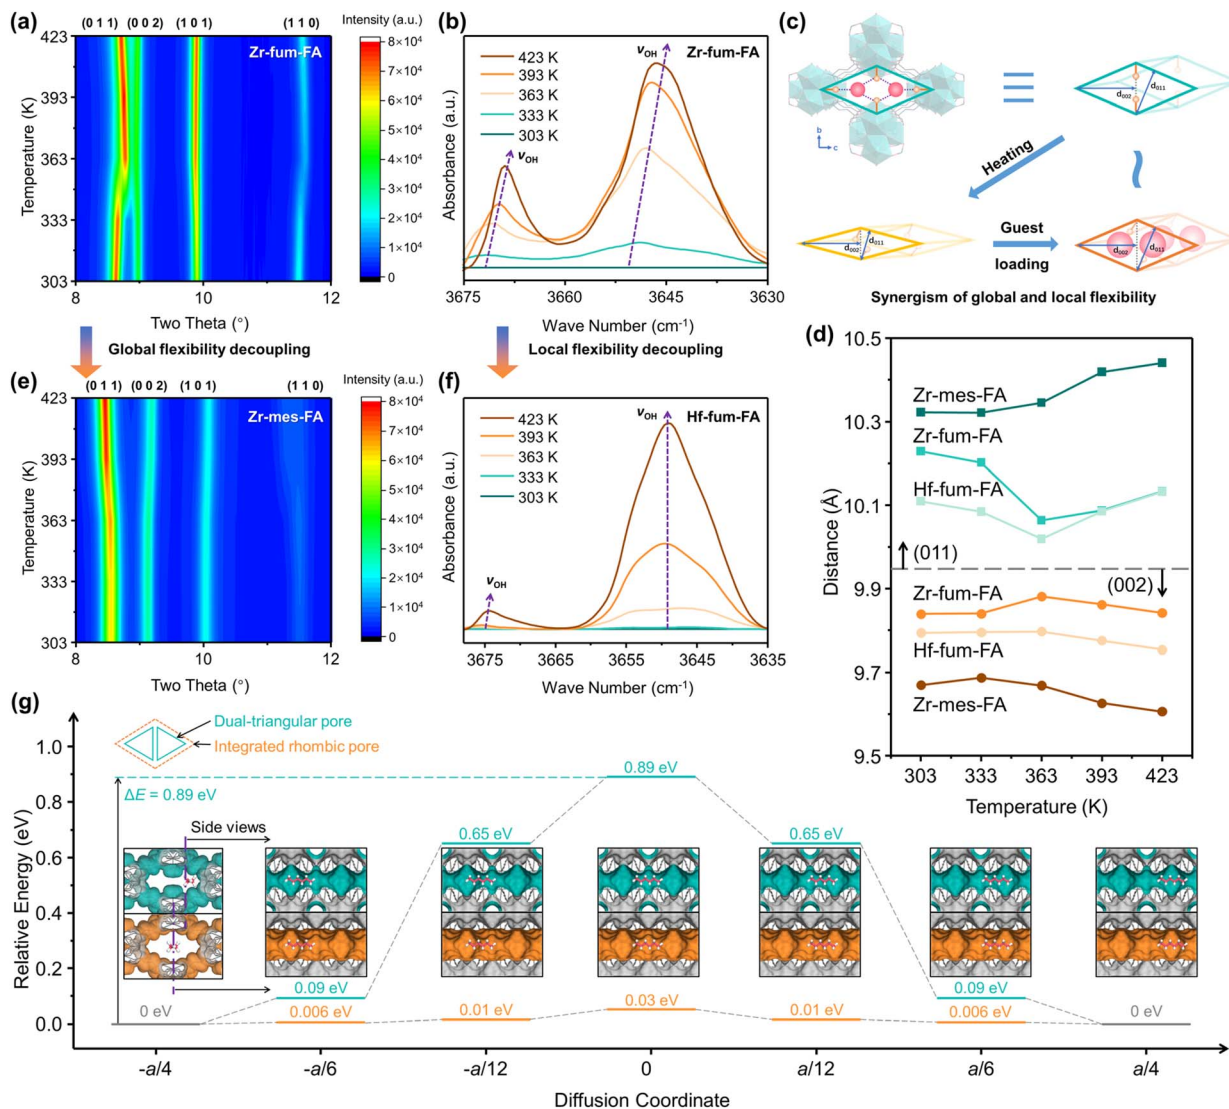 (a)
(0 1 1) (0 0 2) (1 0 1) (1 1 0)
Intensity (a.u.)
Zr-fum-FA
Temperature (K)
423
393
363
333
303
8×10⁴
7×10⁴
6×10⁴
5×10⁴
4×10⁴
3×10⁴
2×10⁴
1×10⁴
0
8 10 12
Two Theta (°)
(b)
Zr-fum-FA
423 K
393 K
363 K
333 K
303 K
νOH
νOH
Absorbance (a.u.)
3675 3660 3645 3630
Wave Number (cm⁻¹)
(c)
b
c
d002
d011
Heating
d002
d011
Guest
loading
d002
d011
Synergism of global and local flexibility
Global flexibility decoupling
Local flexibility decoupling
(e)
(0 1 1) (0 0 2) (1 0 1) (1 1 0)
Intensity (a.u.)
Zr-mes-FA
Temperature (K)
423
393
363
333
303
8×10⁴
7×10⁴
6×10⁴
5×10⁴
4×10⁴
3×10⁴
2×10⁴
1×10⁴
0
8 10 12
Two Theta (°)
(f)
Hf-fum-FA
423 K
393 K
363 K
333 K
303 K
νOH
νOH
Absorbance (a.u.)
3675 3665 3655 3645 3635
Wave Number (cm⁻¹)
(d)
Distance (Å)
10.5
10.3
10.1
9.9
9.7
9.5
Zr-mes-FA
Zr-fum-FA
Hf-fum-FA
(011)
(002)
Zr-fum-FA
Hf-fum-FA
Zr-mes-FA
303 333 363 393 423
Temperature (K)
(g)
Relative Energy (eV)
1.0
0.8
0.6
0.4
0.2
0.0
Dual-triangular pore
Integrated rhombic pore
ΔE = 0.89 eV
Side views
0.89 eV
0.65 eV
0.65 eV
0.09 eV
0.09 eV
0 eV
0.006 eV
0.01 eV
0.03 eV
0.01 eV
0.006 eV
0 eV
-a/4 -a/6 -a/12 0 a/12 a/6 a/4
Diffusion Coordinate